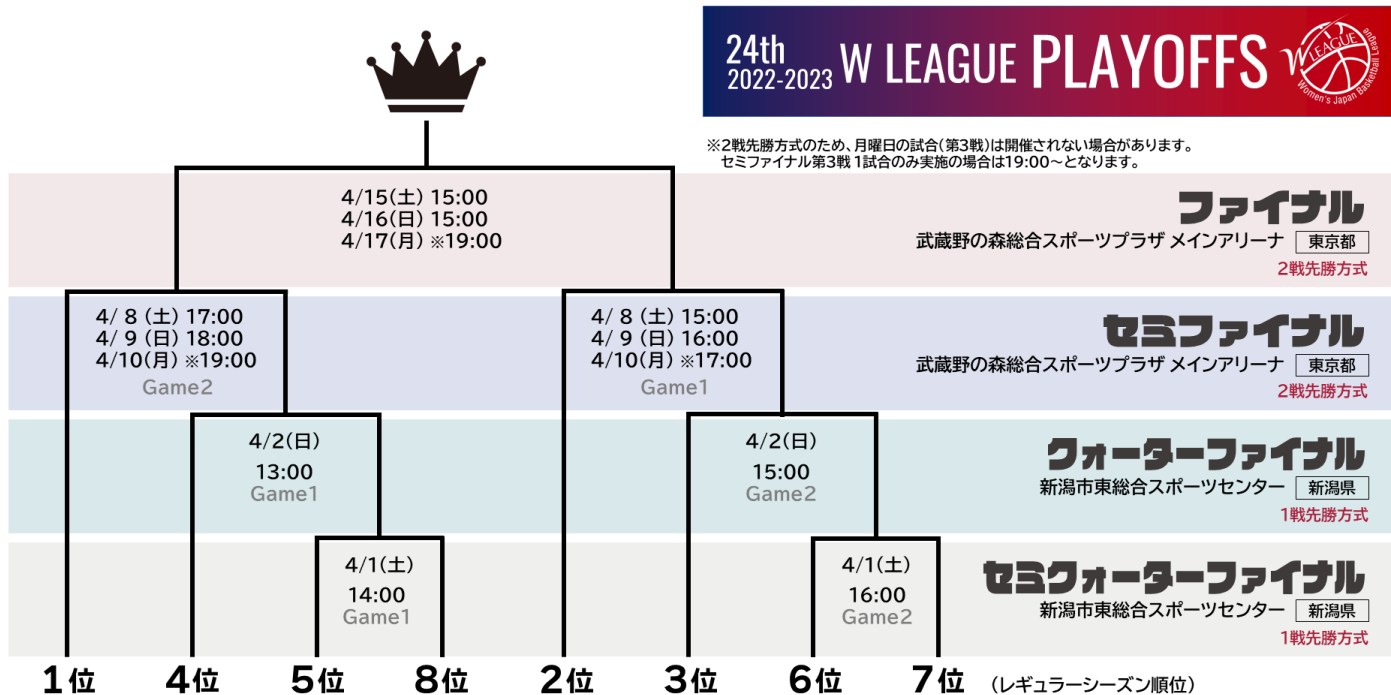 24th
2022-2023
W LEAGUE PLAYOFFS
W LEAGUE
Women's Japan Basketball League
※2戦先勝方式のため、月曜日の試合(第3戦)は開催されない場合があります。
セミファイナル第3戦 1試合のみ実施の場合は19:00～となります。
4/15(土) 15:00
4/16(日) 15:00
4/17(月) ※19:00
ファイナル
武蔵野の森総合スポーツプラザ メインアリーナ 東京都
2戦先勝方式
4/ 8 (土) 17:00
4/ 9 (日) 18:00
4/10(月) ※19:00
Game2
4/ 8 (土) 15:00
4/ 9 (日) 16:00
4/10(月) ※17:00
Game1
セミファイナル
武蔵野の森総合スポーツプラザ メインアリーナ 東京都
2戦先勝方式
4/2(日)
13:00
Game1
4/2(日)
15:00
Game2
クォーターファイナル
新潟市東総合スポーツセンター 新潟県
1戦先勝方式
4/1(土)
14:00
Game1
4/1(土)
16:00
Game2
セミクォーターファイナル
新潟市東総合スポーツセンター 新潟県
1戦先勝方式
1位 4位 5位 8位 2位 3位 6位 7位 (レギュラーシーズン順位)